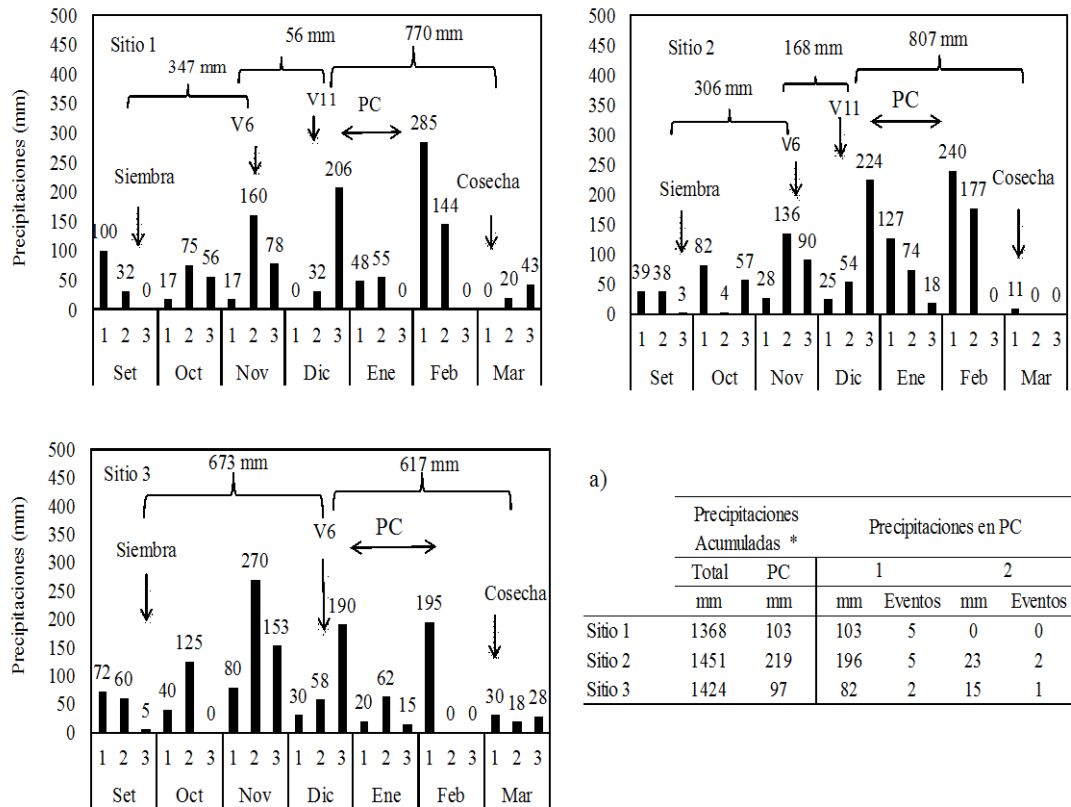 Precipitaciones (mm)
500
450
400
350
300
250
200
150
100
50
0
Sitio 1
347 mm
56 mm
770 mm
Siembra
V6
V11
PC
Cosecha
100 32 0 17 75 56 17 160 78 0 32 206 48 55 0 285 144 0 0 20 43
1 2 3 1 2 3 1 2 3 1 2 3 1 2 3 1 2 3 1 2 3
Set Oct Nov Dic Ene Feb Mar
500
450
400
350
300
250
200
150
100
50
0
Sitio 2
306 mm
168 mm
807 mm
Siembra
V6
V11
PC
Cosecha
39 38 3 82 4 57 28 136 90 25 54 224 127 74 18 240 177 0 11 0 0
1 2 3 1 2 3 1 2 3 1 2 3 1 2 3 1 2 3 1 2 3
Set Oct Nov Dic Ene Feb Mar
Precipitaciones (mm)
500
450
400
350
300
250
200
150
100
50
0
Sitio 3
673 mm
617 mm
Siembra
V6
PC
Cosecha
72 60 5 40 125 0 80 270 153 30 58 190 20 62 15 195 0 0 30 18 28
1 2 3 1 2 3 1 2 3 1 2 3 1 2 3 1 2 3 1 2 3
Set Oct Nov Dic Ene Feb Mar
a)
Precipitaciones Precipitaciones en PC
Acumuladas *
Total PC 1 2
mm mm mm Eventos mm Eventos
Sitio 1 1368 103 103 5 0 0
Sitio 2 1451 219 196 5 23 2
Sitio 3 1424 97 82 2 15 1